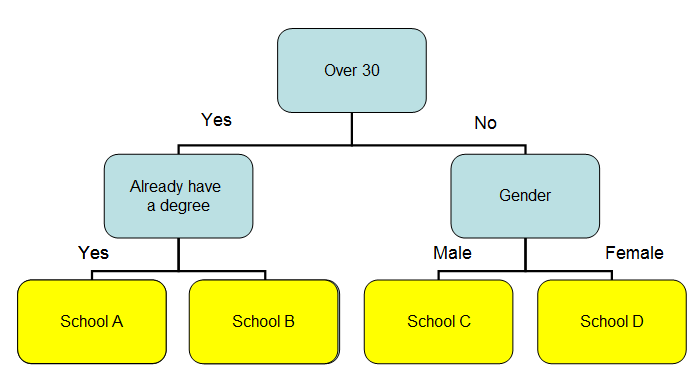 Over 30
Yes
No
Already have
a degree
Gender
Yes
Male
Female
School A
School B
School C
School D